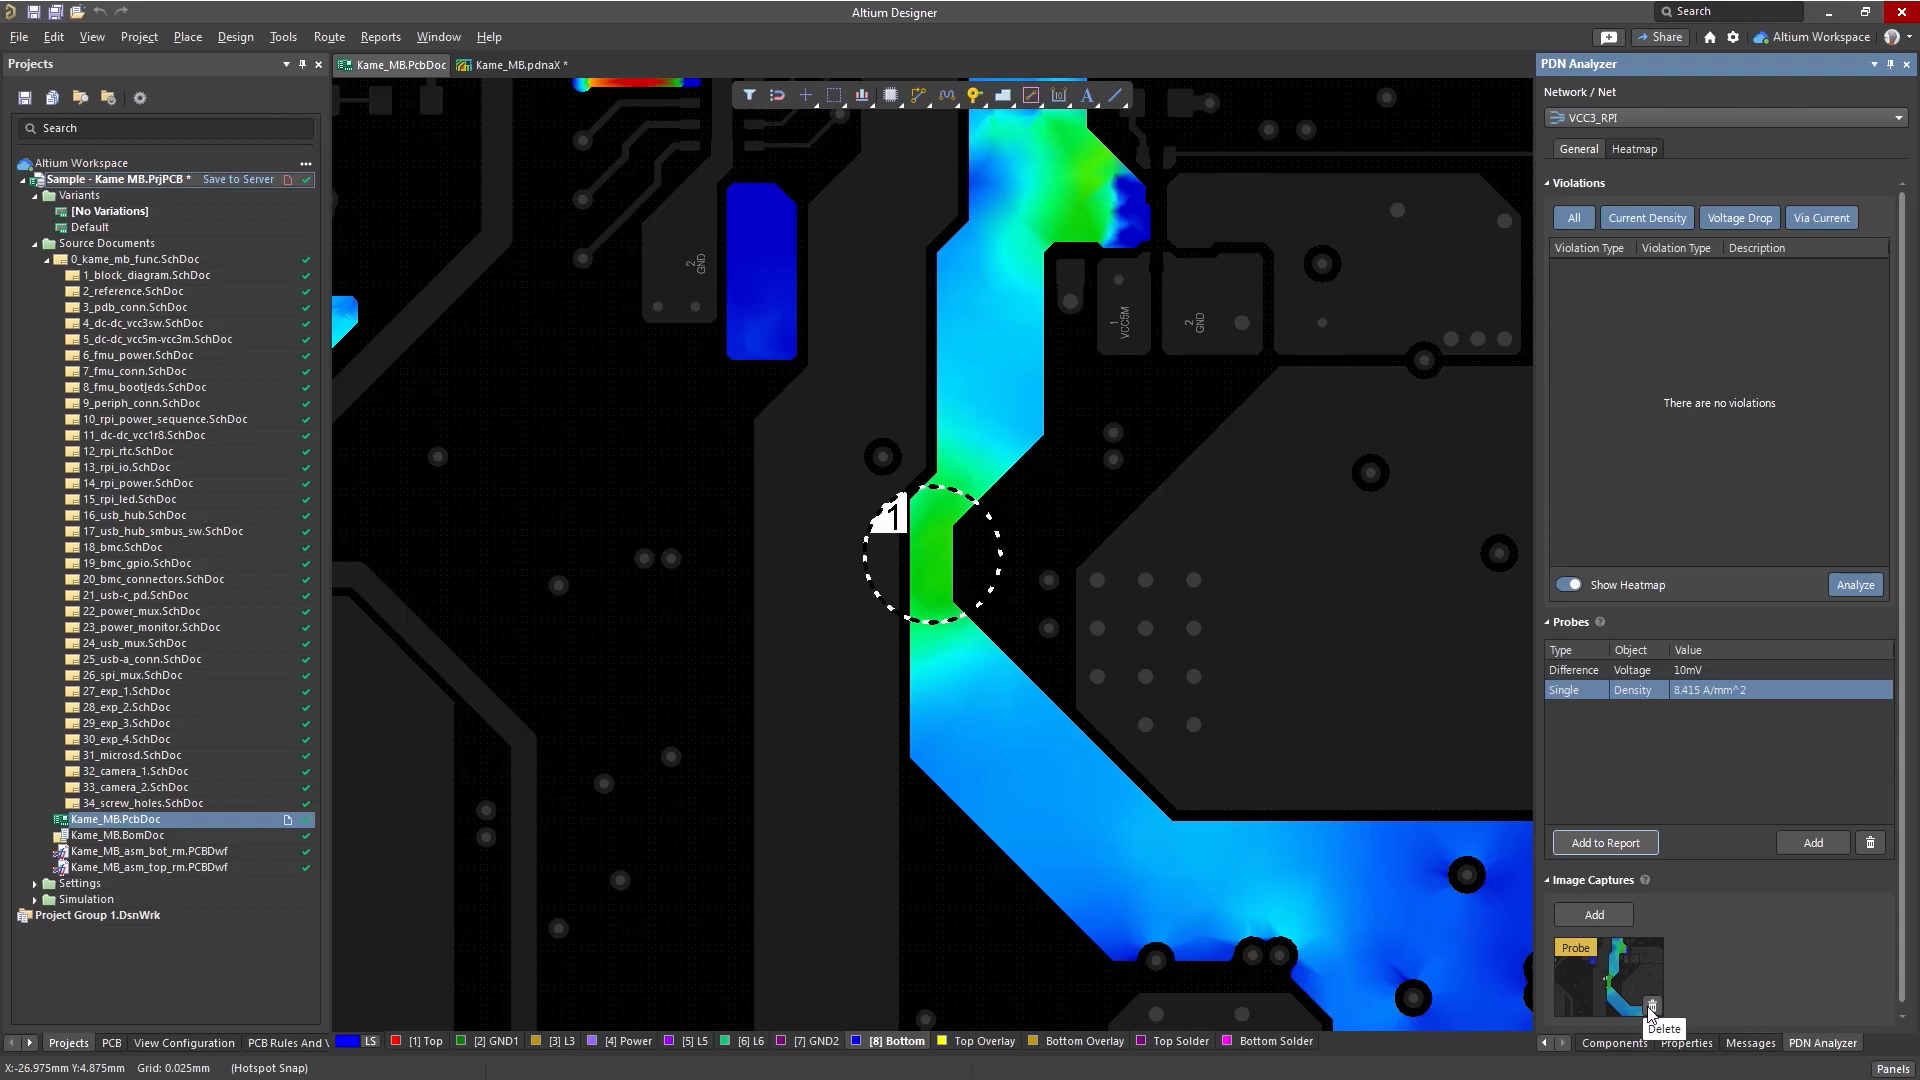 Altium Designer
Search
File Edit View Project Place Design Tools Route Reports Window Help
Share
Altium Workspace
Projects
Kame_MB.PcbDoc
Kame_MB.pdnaX *
PDN Analyzer
Search
Altium Workspace
Sample - Kame MB.PrjPCB * Save to Server
Variants
[No Variations]
Default
Source Documents
0_kame_mb_func.SchDoc
1_block_diagram.SchDoc
2_reference.SchDoc
3_pdb_conn.SchDoc
4_dc-dc_vcc3sw.SchDoc
5_dc-dc_vcc5m-vcc3m.SchDoc
6_fmu_power.SchDoc
7_fmu_conn.SchDoc
8_fmu_bootleds.SchDoc
9_periph_conn.SchDoc
10_rpi_power_sequence.SchDoc
11_dc-dc_vcc1r8.SchDoc
12_rpi_rtc.SchDoc
13_rpi_io.SchDoc
14_rpi_power.SchDoc
15_rpi_led.SchDoc
16_usb_hub.SchDoc
17_usb_hub_smbus_sw.SchDoc
18_bmc.SchDoc
19_bmc_gpio.SchDoc
20_bmc_connectors.SchDoc
21_usb-c_pd.SchDoc
22_power_mux.SchDoc
23_power_monitor.SchDoc
24_usb_mux.SchDoc
25_usb-a_conn.SchDoc
26_spi_mux.SchDoc
27_exp_1.SchDoc
28_exp_2.SchDoc
29_exp_3.SchDoc
30_exp_4.SchDoc
31_microsd.SchDoc
32_camera_1.SchDoc
33_camera_2.SchDoc
34_screw_holes.SchDoc
Kame_MB.PcbDoc
Kame_MB.BomDoc
Kame_MB_asm_bot_rm.PCBDwf
Kame_MB_asm_top_rm.PCBDwf
Settings
Simulation
Project Group 1.DsnWrk
2
GND
1
VCC5M
2
GND
1
Network / Net
VCC3_RPI
General Heatmap
Violations
All Current Density Voltage Drop Via Current
Violation Type Violation Type Description
There are no violations
Show Heatmap
Analyze
Probes
Type Object Value
Difference Voltage 10mV
Single Density 8.415 A/mm^2
Add to Report
Add
Image Captures
Add
Probe
Delete
Projects PCB View Configuration PCB Rules And V
LS [1] Top [2] GND1 [3] L3 [4] Power [5] L5 [6] L6 [7] GND2 [8] Bottom Top Overlay Bottom Overlay Top Solder Bottom Solder
Components Properties Messages PDN Analyzer
X:-26.975mm Y:4.875mm Grid: 0.025mm (Hotspot Snap)
Panels